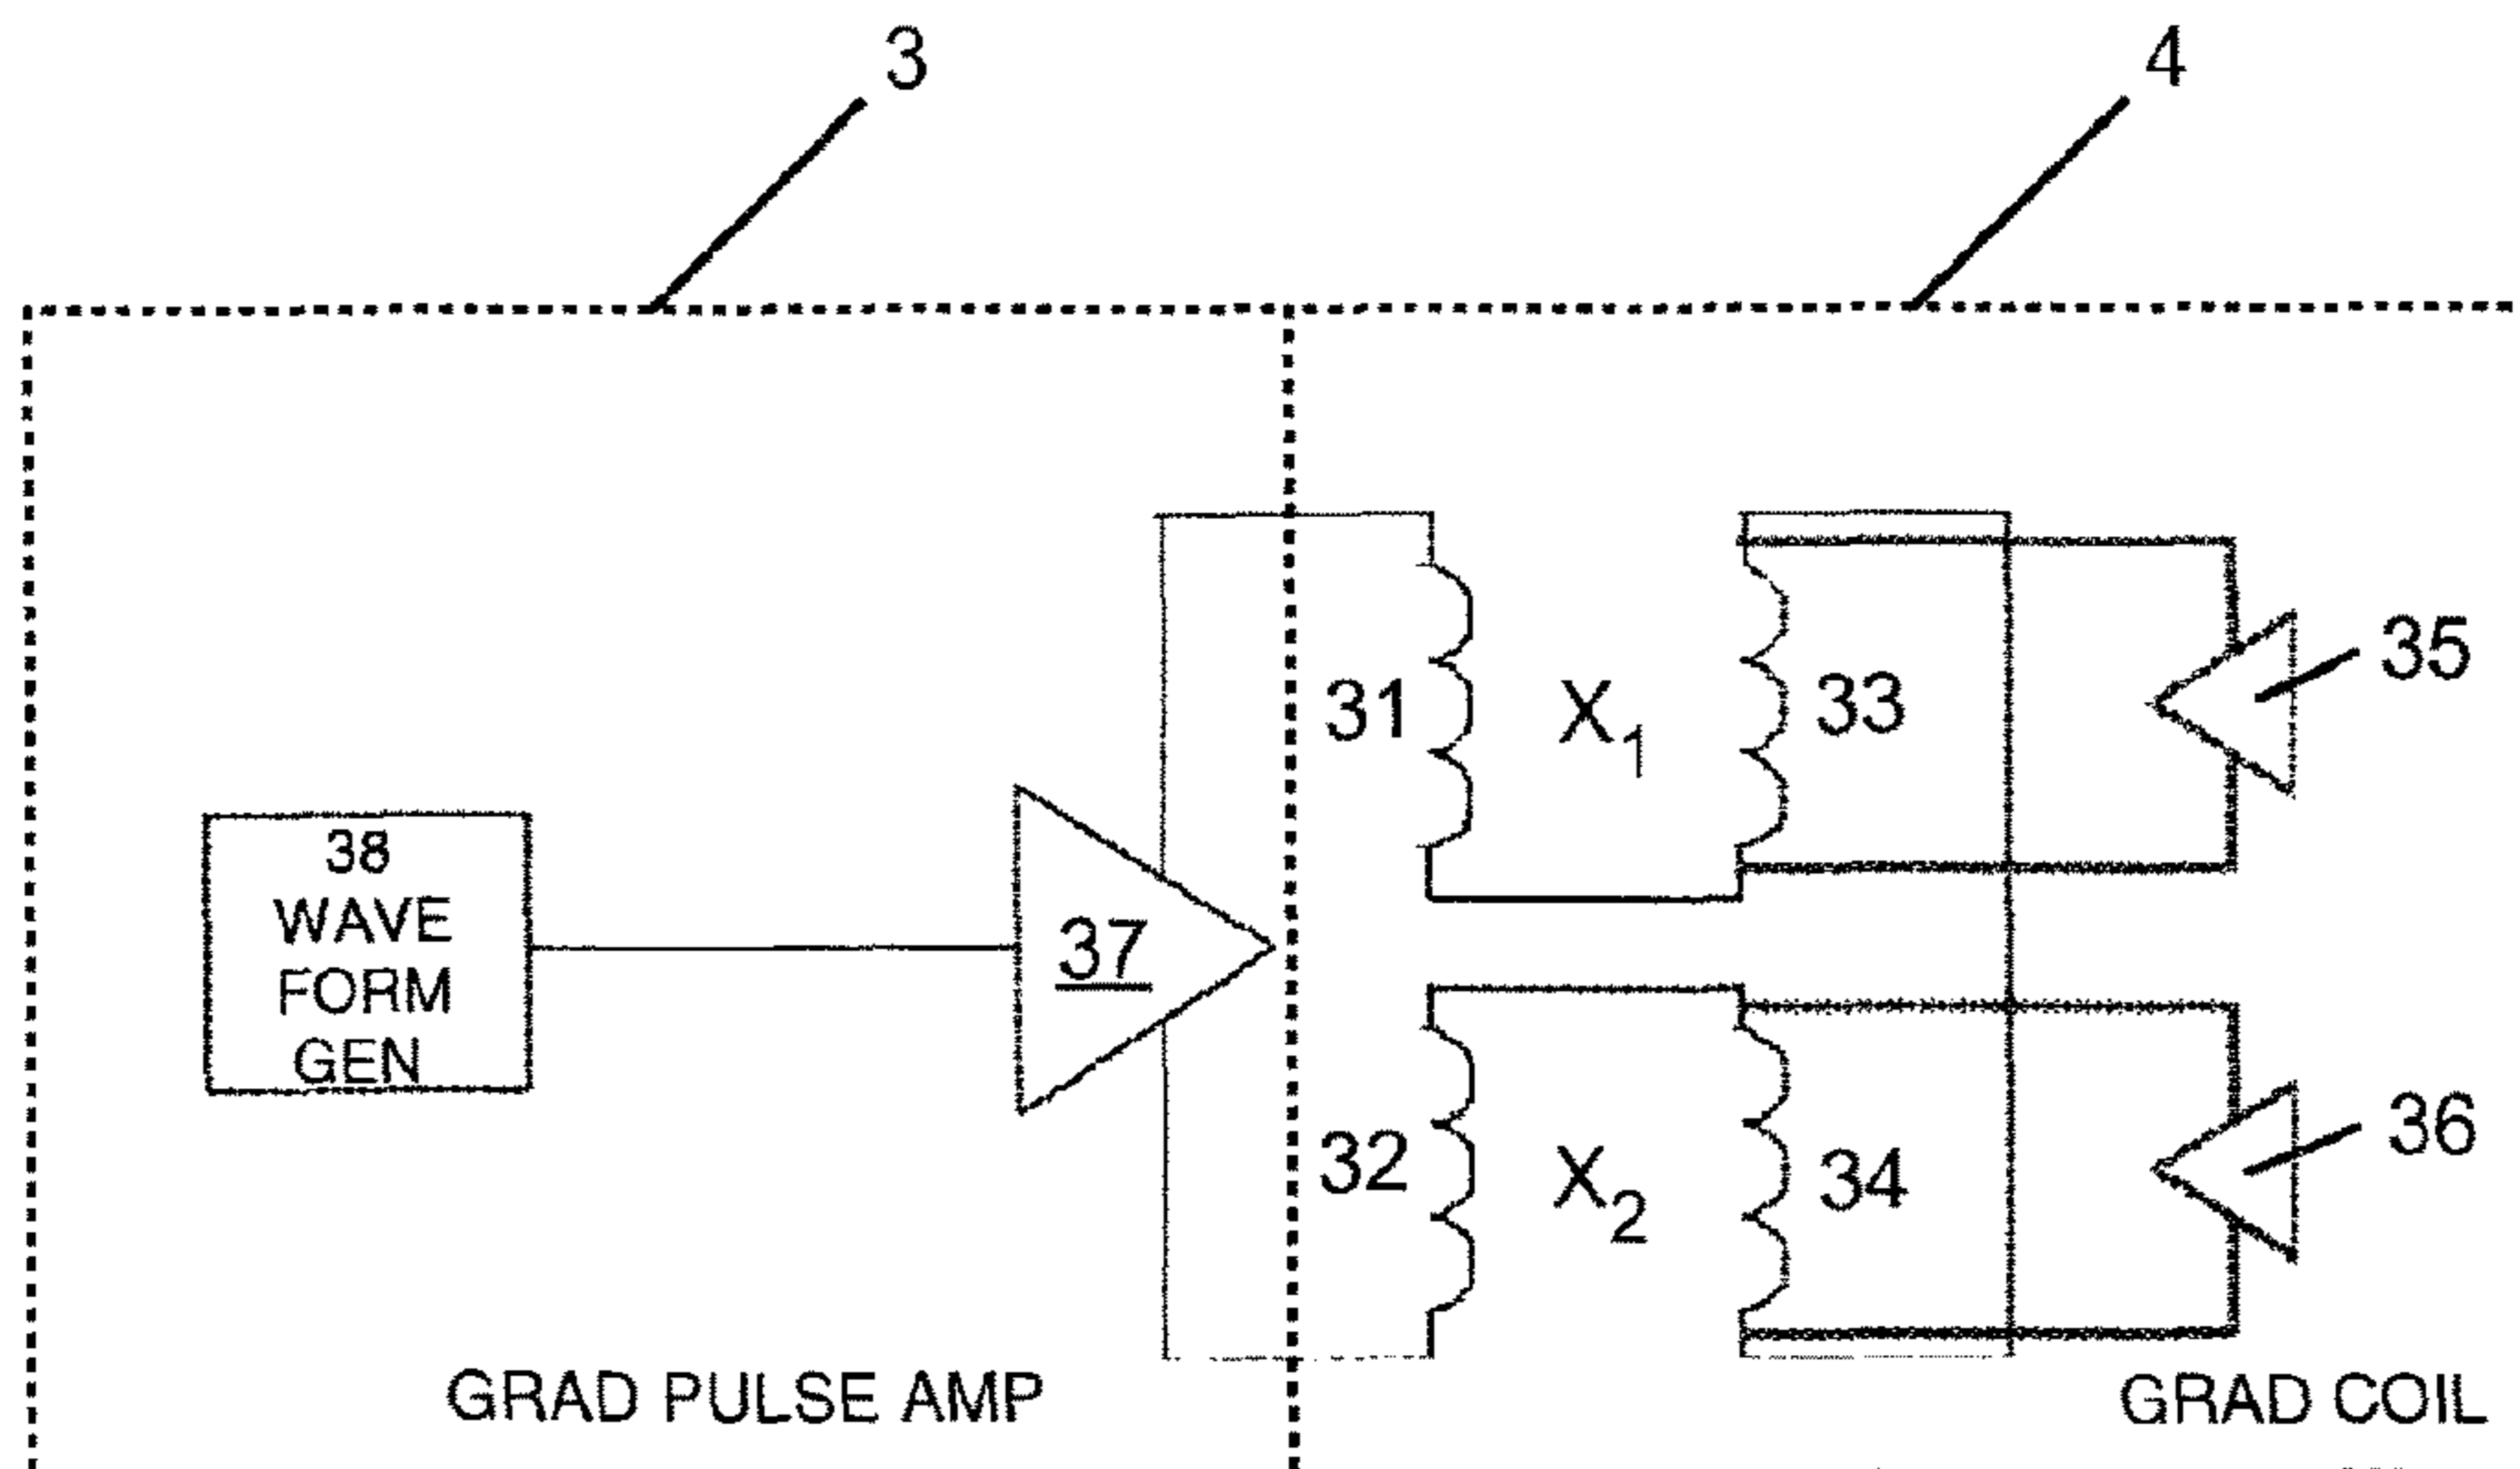 3
4
31
X1
33
35
38
WAVE
FORM
GEN
37
32
X2
34
36
GRAD PULSE AMP
GRAD COIL